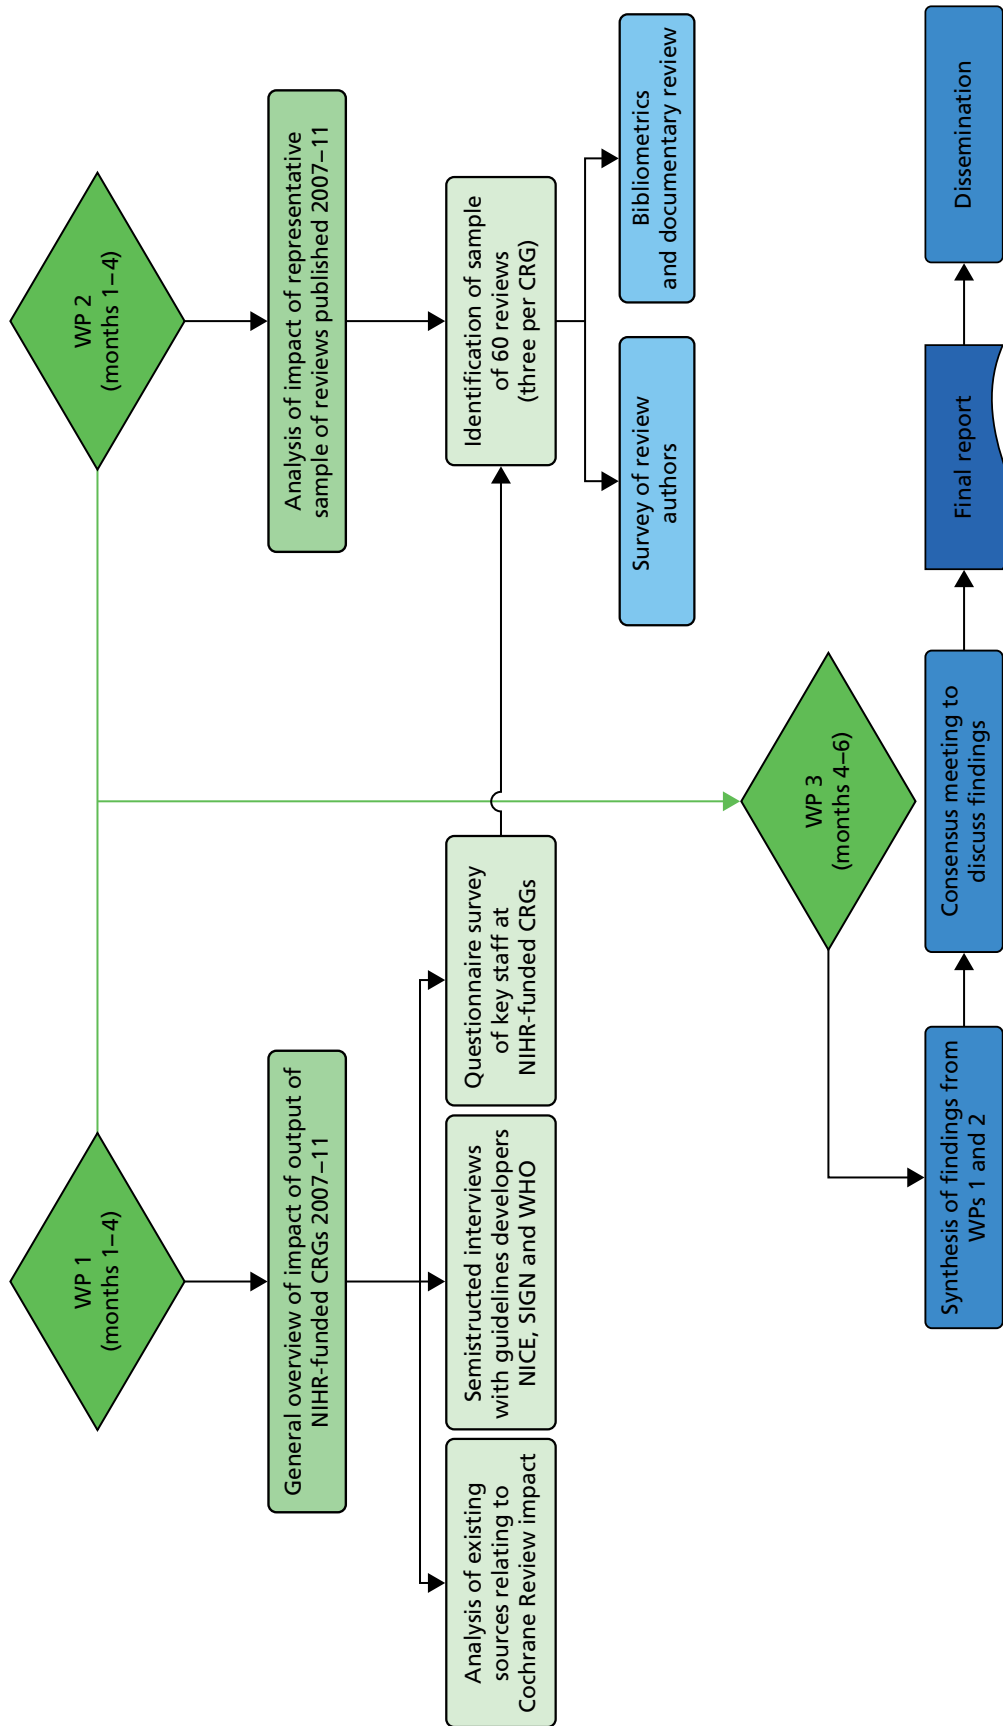 WP 1
(months 1–4)
WP 2
(months 1–4)
General overview of impact of output of
NIHR-funded CRGs 2007–11
Analysis of impact of representative
sample of reviews published 2007–11
Analysis of existing
sources relating to
Cochrane Review impact
Semistructed interviews
with guidelines developers
NICE, SIGN and WHO
Questionnaire survey
of key staff at
NIHR-funded CRGs
Identification of sample
of 60 reviews
(three per CRG)
Survey of review
authors
Bibliometrics
and documentary review
WP 3
(months 4–6)
Synthesis of findings from
WPs 1 and 2
Consensus meeting to
discuss findings
Final report
Dissemination